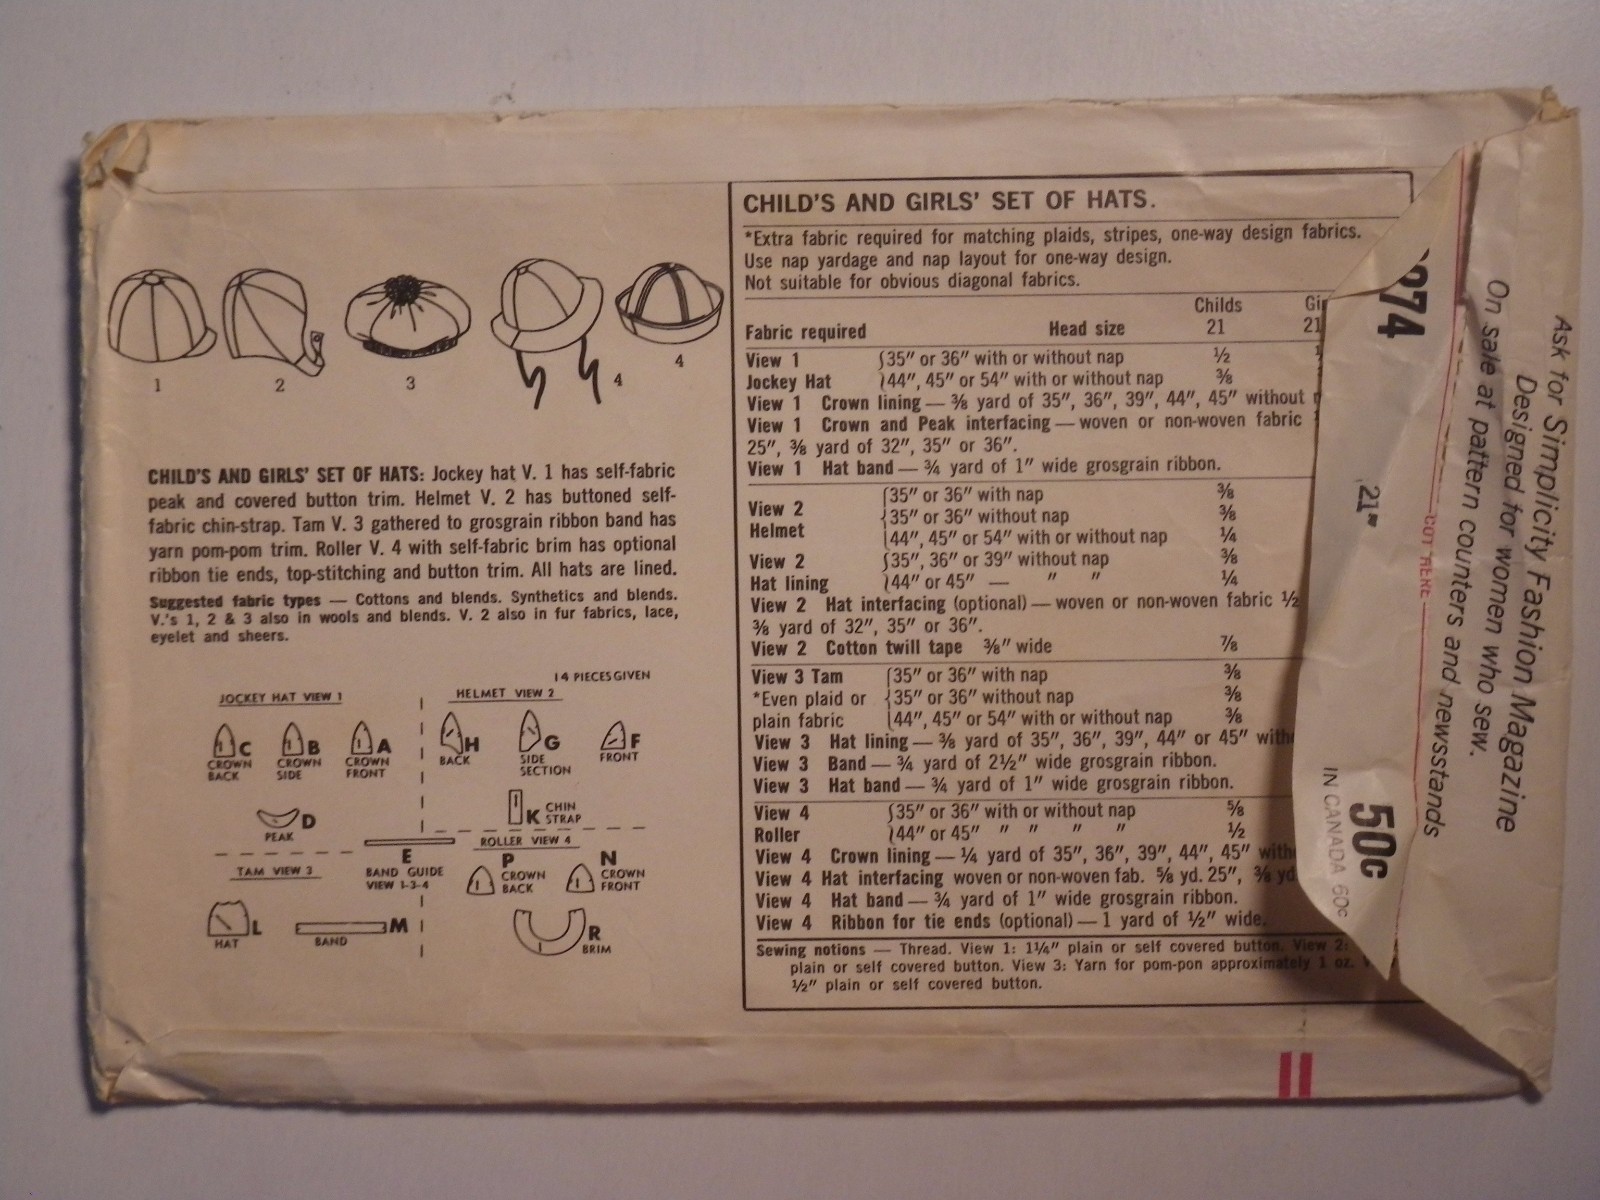 1
2
3
4
4
CHILD'S AND GIRLS' SET OF HATS: Jockey hat V. 1 has self-fabric
peak and covered button trim. Helmet V. 2 has buttoned self-
fabric chin-strap. Tam V. 3 gathered to grosgrain ribbon band has
yarn pom-pom trim. Roller V. 4 with self-fabric brim has optional
ribbon tie ends, top-stitching and button trim. All hats are lined.
Suggested fabric types — Cottons and blends. Synthetics and blends.
V.'s 1, 2 & 3 also in wools and blends. V. 2 also in fur fabrics, lace,
eyelet and sheers.
14 PIECES GIVEN
JOCKEY HAT VIEW 1
C CROWN BACK
B CROWN SIDE
A CROWN FRONT
D PEAK
HELMET VIEW 2
H BACK
G SIDE SECTION
F FRONT
K CHIN STRAP
E BAND GUIDE VIEW 1-3-4
TAM VIEW 3
L HAT
M BAND
ROLLER VIEW 4
P CROWN BACK
N CROWN FRONT
R BRIM
CHILD'S AND GIRLS' SET OF HATS.
*Extra fabric required for matching plaids, stripes, one-way design fabrics.
Use nap yardage and nap layout for one-way design.
Not suitable for obvious diagonal fabrics.
Childs
Fabric required Head size 21 21
View 1 35″ or 36″ with or without nap ½
Jockey Hat 44″, 45″ or 54″ with or without nap ⅜
View 1 Crown lining — ⅜ yard of 35″, 36″, 39″, 44″, 45″ without
View 1 Crown and Peak interfacing — woven or non-woven fabric
25″, ⅜ yard of 32″, 35″ or 36″.
View 1 Hat band — ¾ yard of 1″ wide grosgrain ribbon.
View 2 35″ or 36″ with nap ⅜
35″ or 36″ without nap ⅜
Helmet 44″, 45″ or 54″ with or without nap ¼
View 2 35″, 36″ or 39″ without nap ⅜
Hat lining 44″ or 45″ — ″ ″ ¼
View 2 Hat interfacing (optional) — woven or non-woven fabric ½
⅜ yard of 32″, 35″ or 36″.
View 2 Cotton twill tape ⅜″ wide ⅞
View 3 Tam 35″ or 36″ with nap ⅜
*Even plaid or 35″ or 36″ without nap ⅜
plain fabric 44″, 45″ or 54″ with or without nap ⅜
View 3 Hat lining — ⅜ yard of 35″, 36″, 39″, 44″ or 45″
View 3 Band — ¾ yard of 2½″ wide grosgrain ribbon.
View 3 Hat band — ¾ yard of 1″ wide grosgrain ribbon.
View 4 35″ or 36″ with or without nap ⅝
Roller 44″ or 45″ ″ ″ ″ ″ ½
View 4 Crown lining — ¼ yard of 35″, 36″, 39″, 44″, 45″
View 4 Hat interfacing woven or non-woven fab. ⅝ yd. 25″, ⅜ yd
View 4 Hat band — ¾ yard of 1″ wide grosgrain ribbon.
View 4 Ribbon for tie ends (optional) — 1 yard of ½″ wide.
Sewing notions — Thread. View 1: 1¼″ plain or self covered button. View 2:
plain or self covered button. View 3: Yarn for pom-pon approximately 1 oz.
½″ plain or self covered button.
21″
50c
IN CANADA 60c
CUT HERE
Ask for Simplicity Fashion Magazine
Designed for women who sew.
On sale at pattern counters and newsstands